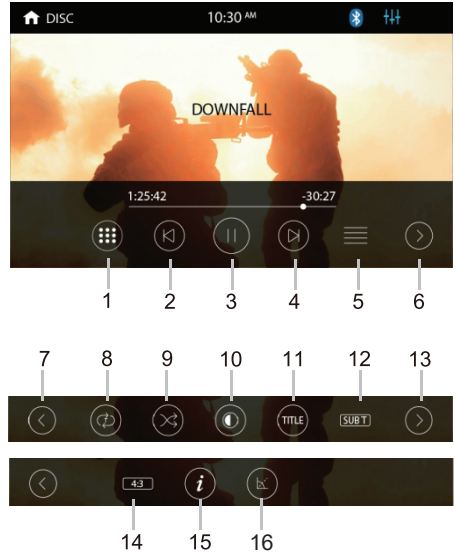 DISC 10:30 AM
DOWNFALL
1:25:42 -30:27
1 2 3 4 5 6
7 8 9 10 11 12 13
TITLE SUB T
4:3 i
14 15 16